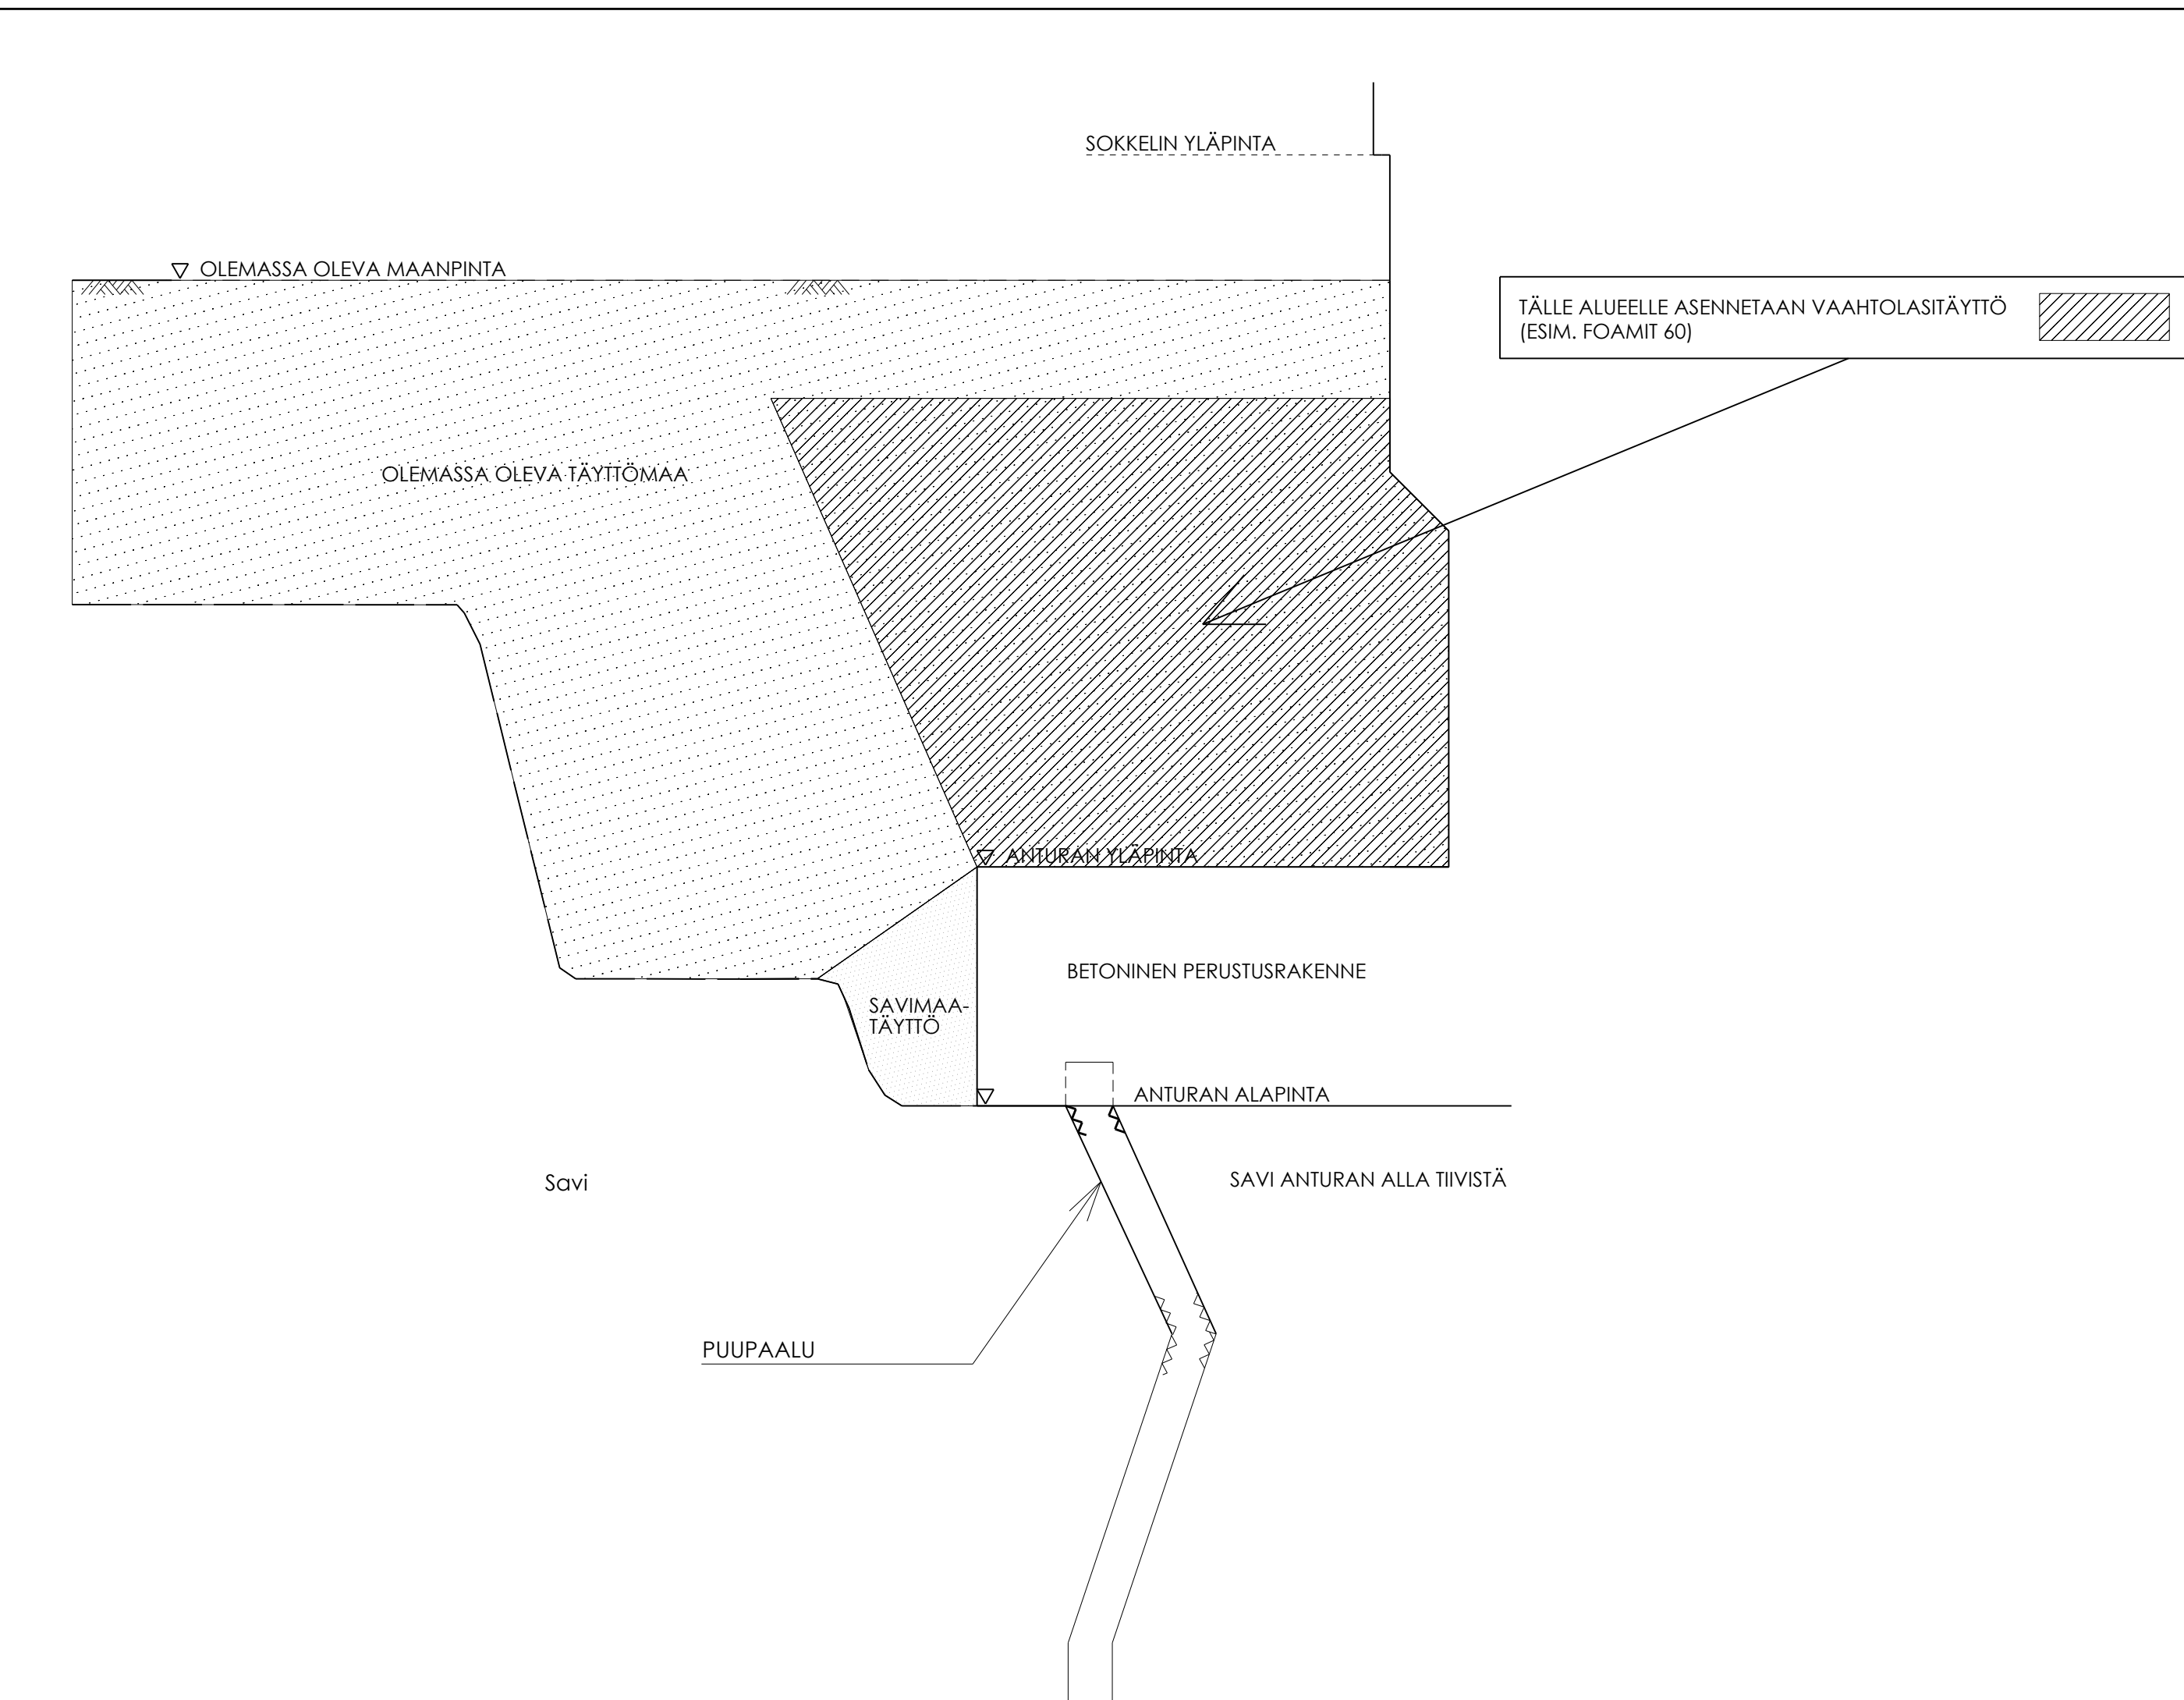 SOKKELIN YLÄPINTA
OLEMASSA OLEVA MAANPINTA
TÄLLE ALUEELLE ASENNETAAN VAAHTOLASITÄYTTÖ
(ESIM. FOAMIT 60)
OLEMASSA OLEVA TÄYTTÖMAA
ANTURAN YLÄPINTA
BETONINEN PERUSTUSRAKENNE
SAVIMAA-
TÄYTTÖ
ANTURAN ALAPINTA
Savi
SAVI ANTURAN ALLA TIIVISTÄ
PUUPAALU